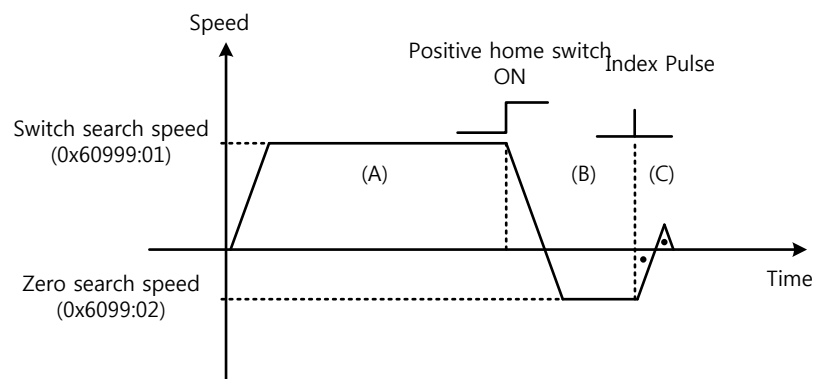 Speed
Positive home switch
ON
Index Pulse
Switch search speed
(0x60999:01)
(A)
(B)
(C)
Time
Zero search speed
(0x6099:02)